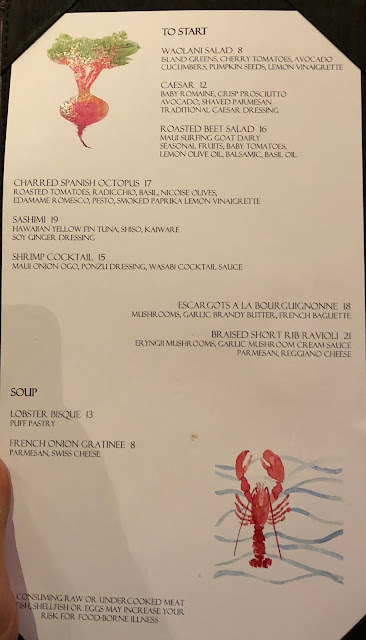 TO START
WAOLANI SALAD 8
ISLAND GREENS, CHERRY TOMATOES, AVOCADO
CUCUMBERS, PUMPKIN SEEDS, LEMON VINAIGRETTE
CAESAR 12
BABY ROMAINE, CRISP PROSCIUTTO
AVOCADO, SHAVED PARMESAN
TRADITIONAL CAESAR DRESSING
ROASTED BEET SALAD 16
MAUI SURFING GOAT DAIRY
SEASONAL FRUITS, BABY TOMATOES,
LEMON OLIVE OIL, BALSAMIC, BASIL OIL
CHARRED SPANISH OCTOPUS 17
ROASTED TOMATOES, RADICCHIO, BASIL, NICOISE OLIVES,
EDAMAME ROMESCO, PESTO, SMOKED PAPRIKA LEMON VINAIGRETTE
SASHIMI 19
HAWAIIAN YELLOW FIN TUNA, SHISO, KAIWARE
SOY GINGER DRESSING
SHRIMP COCKTAIL 15
MAUI ONION OGO, PONZU DRESSING, WASABI COCKTAIL SAUCE
ESCARGOTS A LA BOURGUIGNONNE 18
MUSHROOMS, GARLIC BRANDY BUTTER, FRENCH BAGUETTE
BRAISED SHORT RIB RAVIOLI 21
ERYNGII MUSHROOMS, GARLIC MUSHROOM CREAM SAUCE
PARMESAN, REGGIANO CHEESE
SOUP
LOBSTER BISQUE 13
PUFF PASTRY
FRENCH ONION GRATINEE 8
PARMESAN, SWISS CHEESE
CONSUMING RAW OR UNDERCOOKED MEAT
FISH, SHELLFISH OR EGGS MAY INCREASE YOUR
RISK FOR FOOD-BORNE ILLNESS